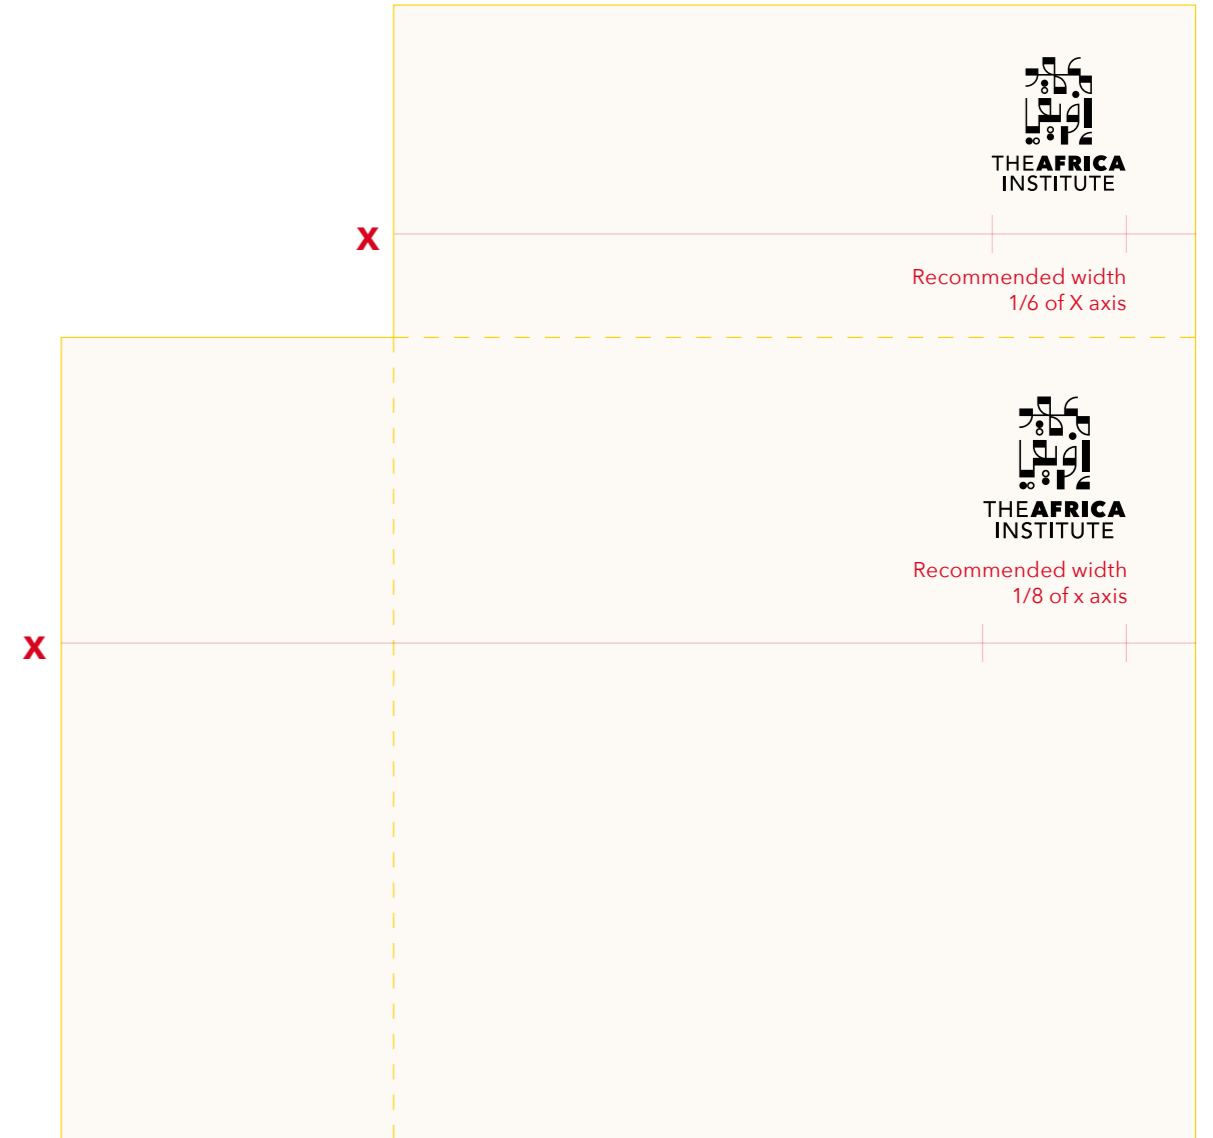 THEAFRICA
INSTITUTE
X
Recommended width
1/6 of X axis
THEAFRICA
INSTITUTE
Recommended width
1/8 of x axis
X